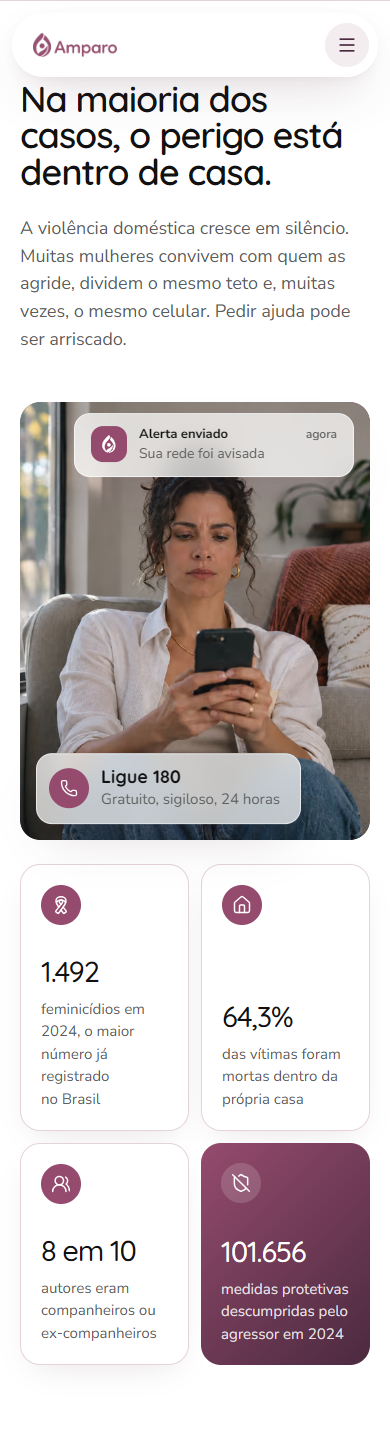 Amparo
Na maioria dos
casos, o perigo está
dentro de casa.
A violência doméstica cresce em silêncio.
Muitas mulheres convivem com quem as
agride, dividem o mesmo teto e, muitas
vezes, o mesmo celular. Pedir ajuda pode
ser arriscado.
Alerta enviado
agora
Sua rede foi avisada
Ligue 180
Gratuito, sigiloso, 24 horas
1.492
feminicídios em
2024, o maior
número já
registrado
no Brasil
64,3%
das vítimas foram
mortas dentro da
própria casa
8 em 10
autores eram
companheiros ou
ex-companheiros
101.656
medidas protetivas
descumpridas pelo
agressor em 2024